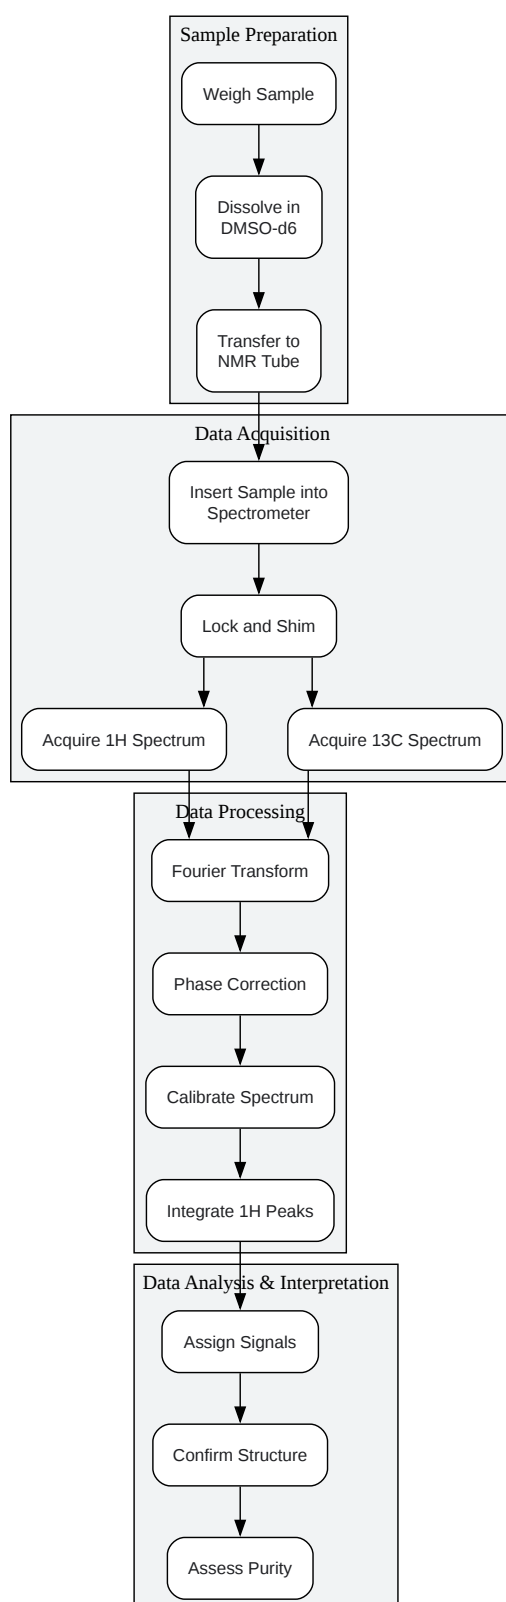 Sample Preparation
Weigh Sample
Dissolve in
DMSO-d6
Transfer to
NMR Tube
Data Acquisition
Insert Sample into
Spectrometer
Lock and Shim
Acquire 1H Spectrum
Acquire 13C Spectrum
Data Processing
Fourier Transform
Phase Correction
Calibrate Spectrum
Integrate 1H Peaks
Data Analysis & Interpretation
Assign Signals
Confirm Structure
Assess Purity